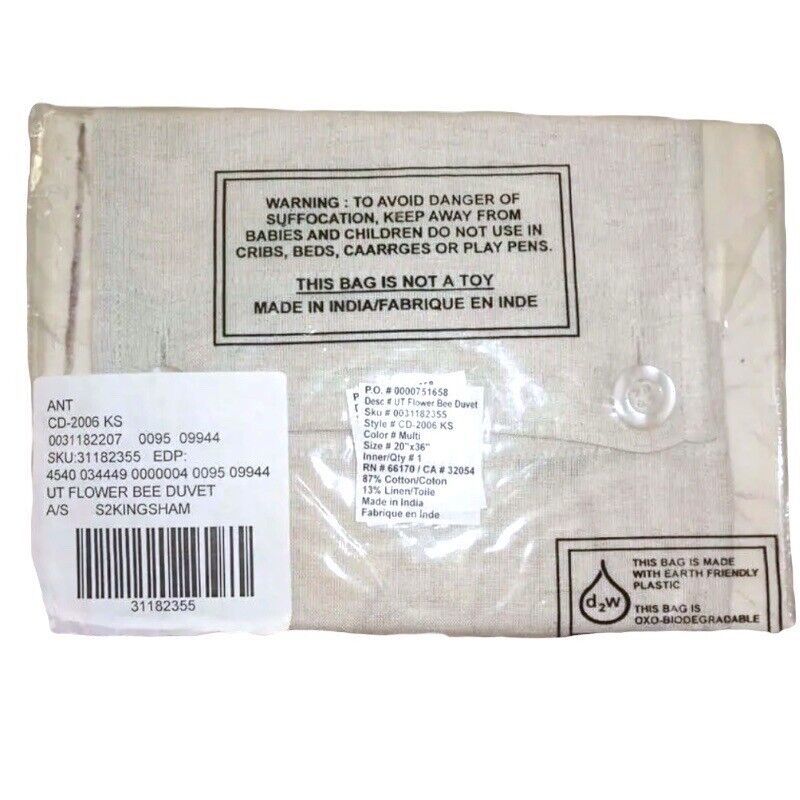 WARNING : TO AVOID DANGER OF
SUFFOCATION, KEEP AWAY FROM
BABIES AND CHILDREN DO NOT USE IN
CRIBS, BEDS, CAARRGES OR PLAY PENS.
THIS BAG IS NOT A TOY
MADE IN INDIA/FABRIQUE EN INDE
P.O. # 0000751658
Desc # UT Flower Bee Duvet
Sku # 0031182355
Style # CD-2006 KS
Color # Multi
Size # 20"x36"
Inner/Qty # 1
RN # 66170 / CA # 32054
87% Cotton/Coton
13% Linen/Toile
Made in India
Fabrique en Inde
ANT
CD-2006 KS
0031182207 0095 09944
SKU:31182355 EDP:
4540 034449 0000004 0095 09944
UT FLOWER BEE DUVET
A/S S2KINGSHAM
31182355
d2w
THIS BAG IS MADE
WITH EARTH FRIENDLY
PLASTIC
THIS BAG IS
OXO-BIODEGRADABLE